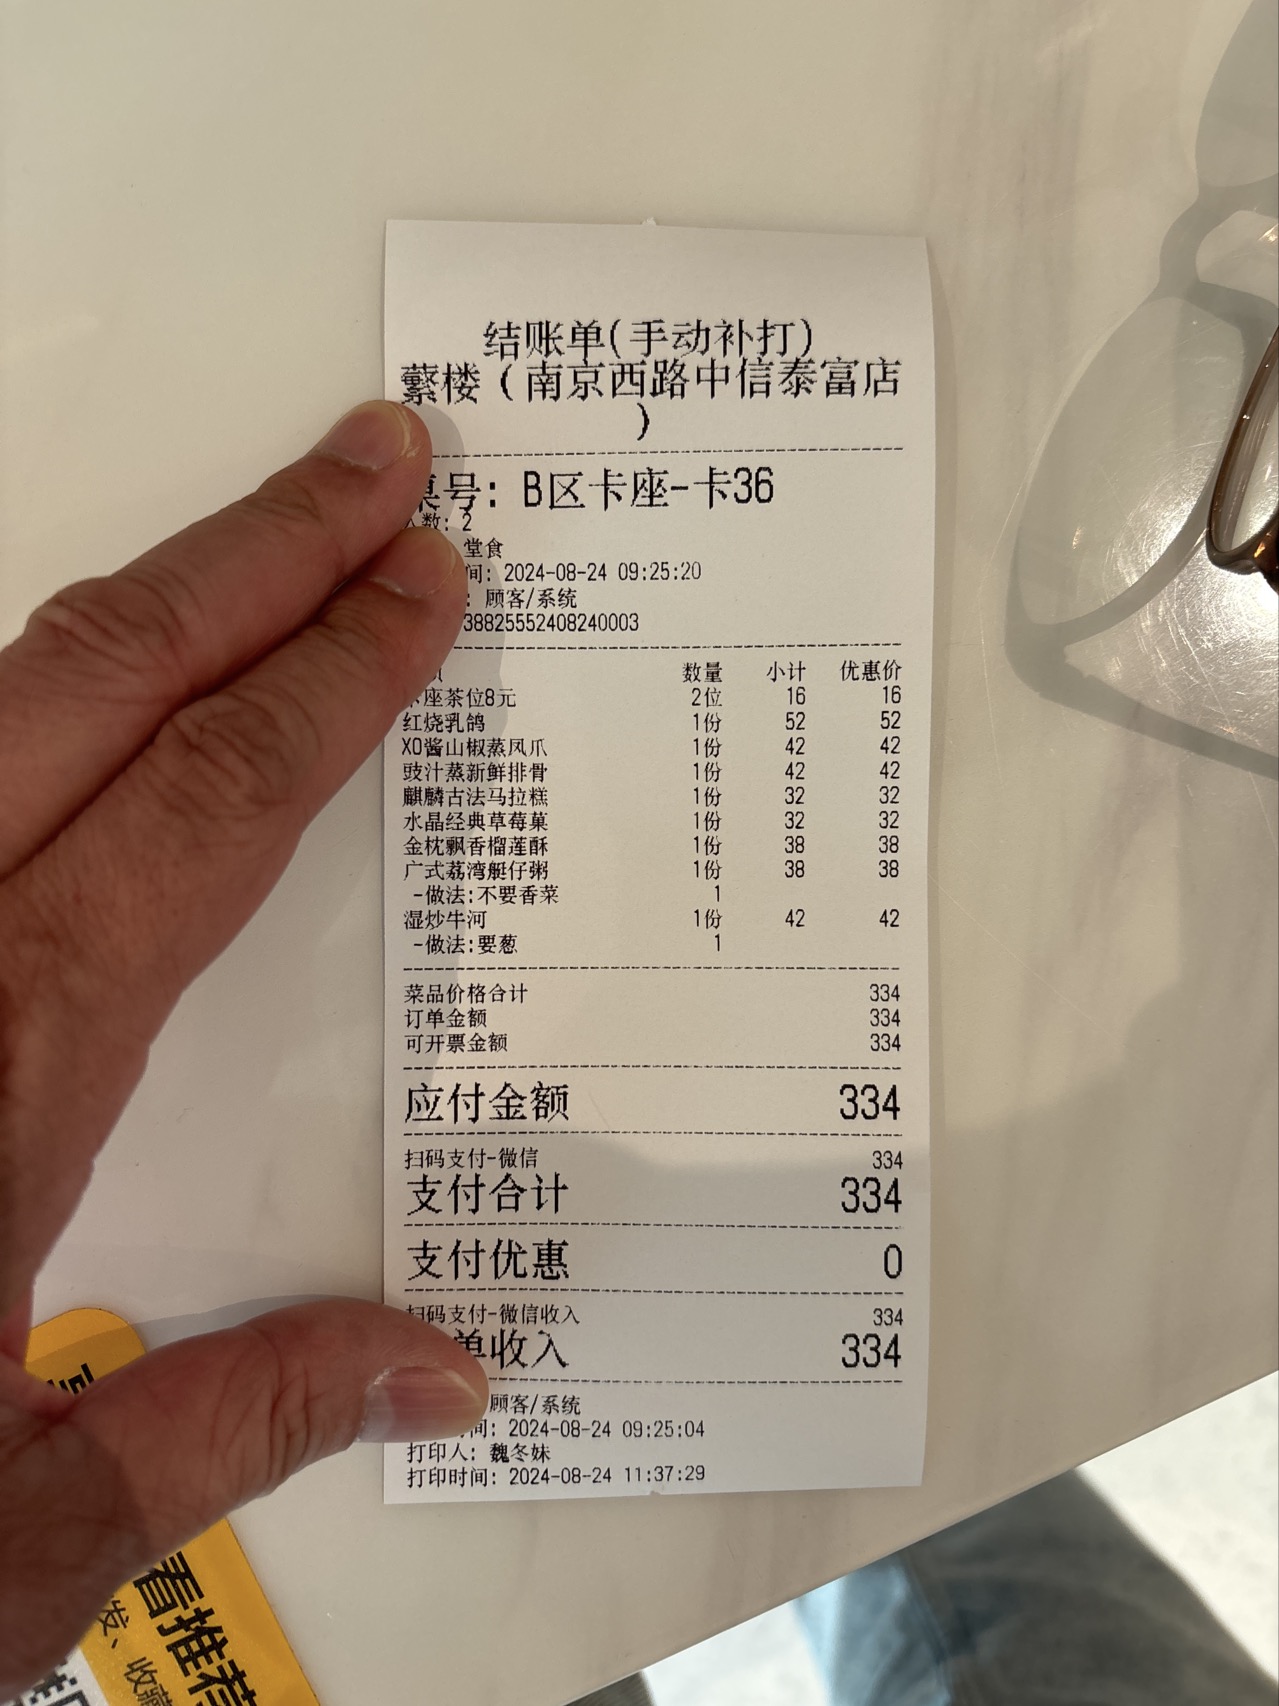 结账单(手动补打)
蘩楼(南京西路中信泰富店
)
桌号: B区卡座-卡36
人数: 2
堂食
间: 2024-08-24 09:25:20
: 顾客/系统
38825552408240003
数量 小计 优惠价
卡座茶位8元 2位 16 16
红烧乳鸽 1份 52 52
XO酱山椒蒸凤爪 1份 42 42
豉汁蒸新鲜排骨 1份 42 42
麒麟古法马拉糕 1份 32 32
水晶经典草莓菓 1份 32 32
金枕飘香榴莲酥 1份 38 38
广式荔湾艇仔粥 1份 38 38
-做法:不要香菜 1
湿炒牛河 1份 42 42
-做法:要葱 1
菜品价格合计 334
订单金额 334
可开票金额 334
应付金额 334
扫码支付-微信 334
支付合计 334
支付优惠 0
扫码支付-微信收入 334
单收入 334
顾客/系统
间: 2024-08-24 09:25:04
打印人: 魏冬妹
打印时间: 2024-08-24 11:37:29
看推荐
发、收藏